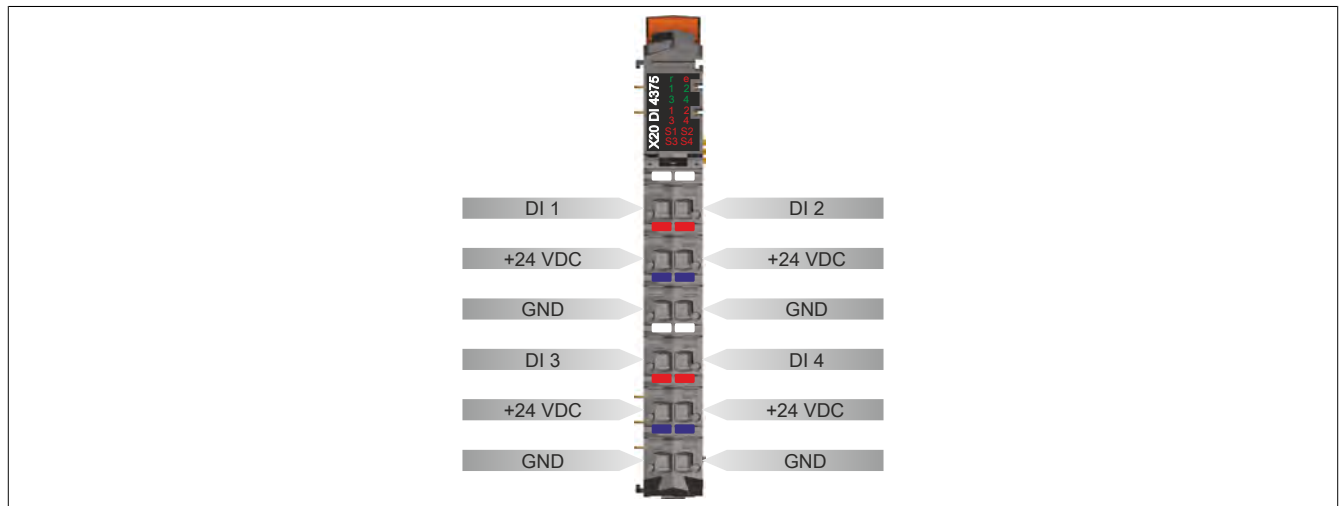 X20 DI 4375
r e
1 2
3 4
1 2
3 4
S1 S2
S3 S4
DI 1 DI 2
+24 VDC +24 VDC
GND GND
DI 3 DI 4
+24 VDC +24 VDC
GND GND